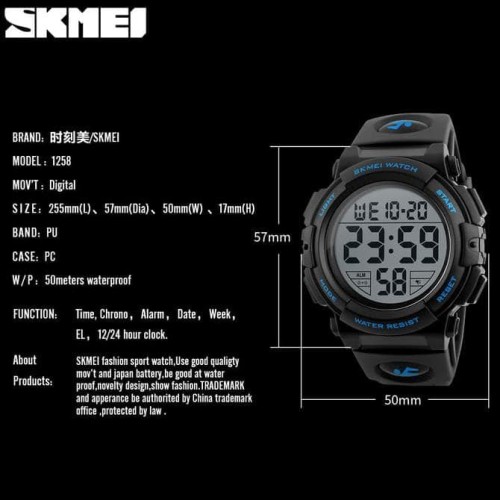 SKMEI
BRAND: 时刻美/SKMEI
MODEL : 1258
MOV'T : Digital
SIZE: 255mm(L)、57mm(Dia)、50mm(W) 、17mm(H)
BAND: PU
CASE: PC
W/P : 50meters waterproof
FUNCTION: Time, Chrono , Alarm , Date , Week ,
EL , 12/24 hour clock.
About
Products:
SKMEI fashion sport watch,Use good qualigty
mov't and japan battery,be good at water
proof,novelty design,show fashion.TRADEMARK
and apperance be authorited by China trademark
office ,protected by law .
57mm
50mm
SKMEI WATCH
LIGHT
START
WE 10-20
23:59
ALM
58
MODE
RESET
WATER RESIST